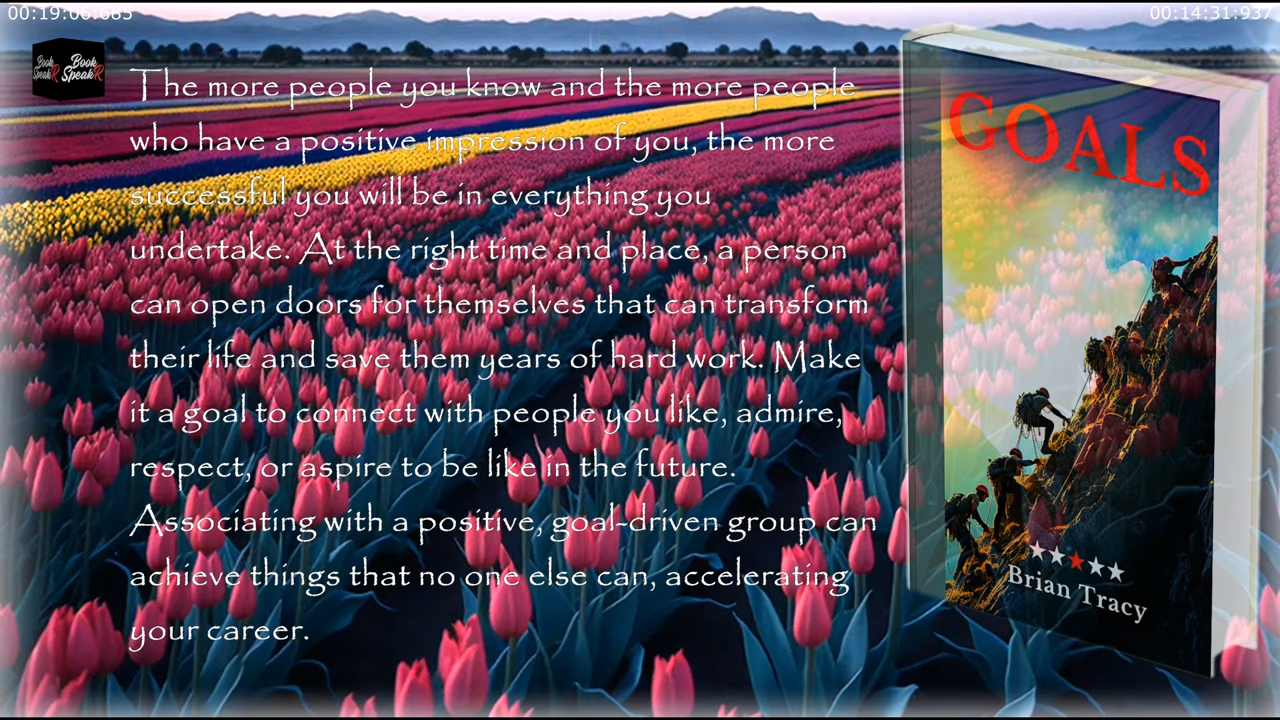 00:19:06:685
00:14:31:937
Book
SpeakR
Book
SpeakR
The more people you know and the more people
who have a positive impression of you, the more
successful you will be in everything you
undertake. At the right time and place, a person
can open doors for themselves that can transform
their life and save them years of hard work. Make
it a goal to connect with people you like, admire,
respect, or aspire to be like in the future.
Associating with a positive, goal-driven group can
achieve things that no one else can, accelerating
your career.
GOALS
Brian Tracy